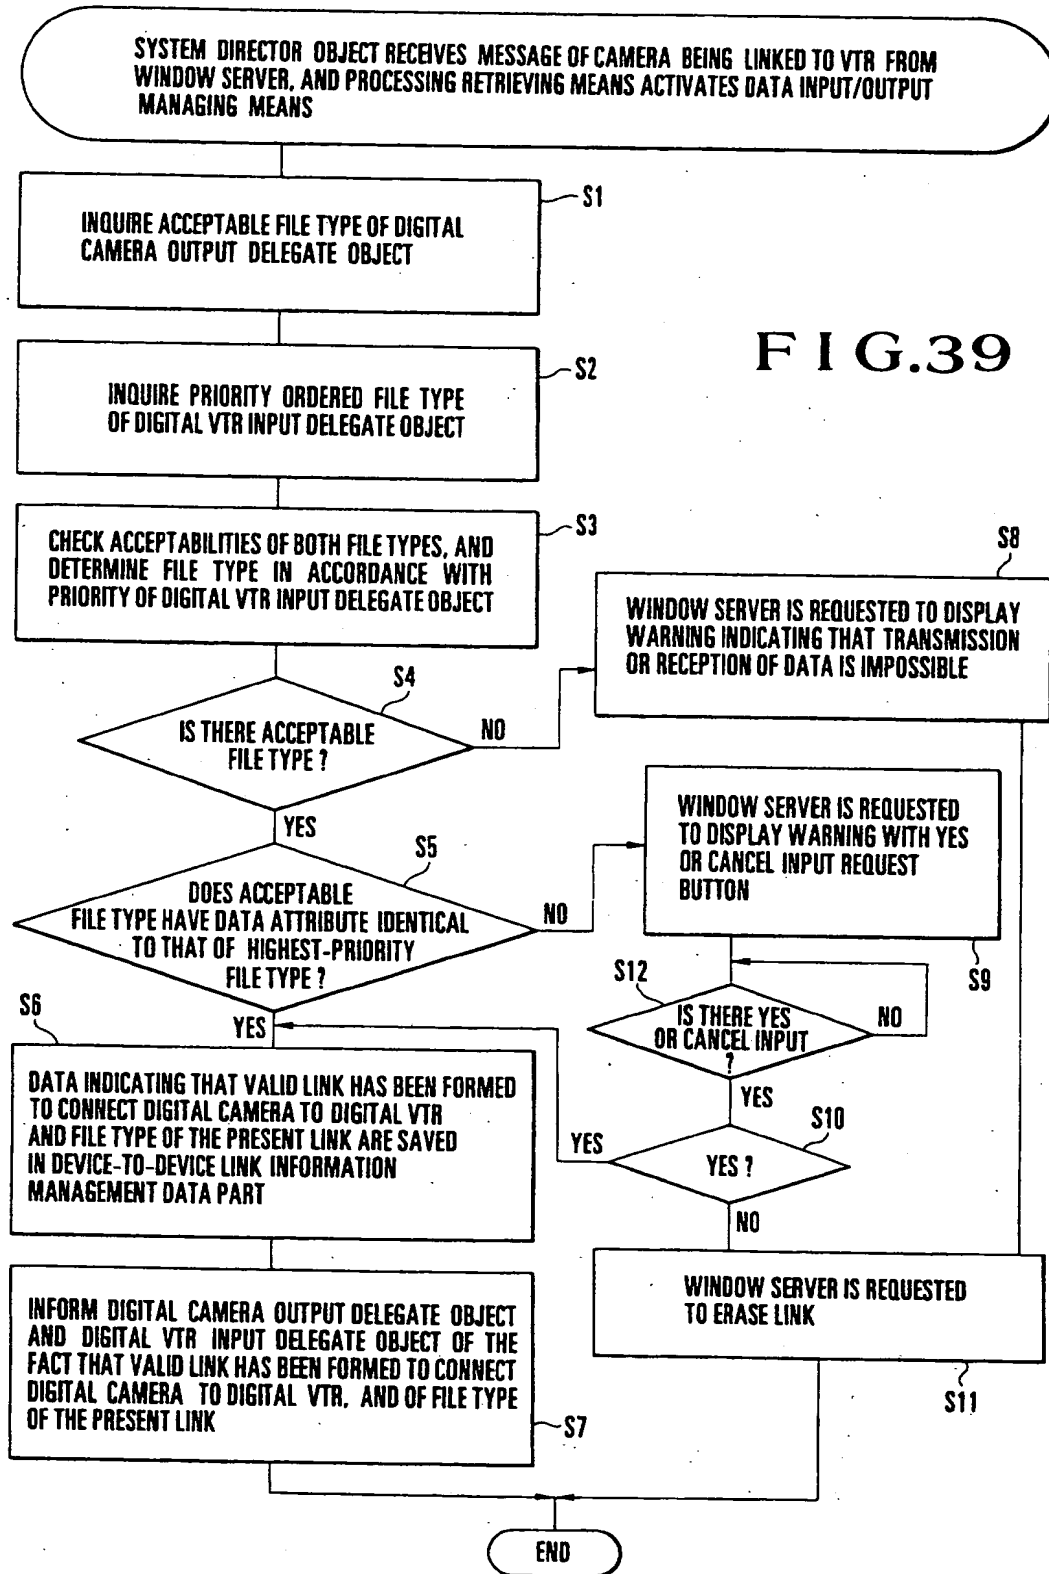 SYSTEM DIRECTOR OBJECT RECEIVES MESSAGE OF CAMERA BEING LINKED TO VTR FROM
WINDOW SERVER, AND PROCESSING RETRIEVING MEANS ACTIVATES DATA INPUT/OUTPUT
MANAGING MEANS
S1
INQUIRE ACCEPTABLE FILE TYPE OF DIGITAL
CAMERA OUTPUT DELEGATE OBJECT
FIG.39
S2
INQUIRE PRIORITY ORDERED FILE TYPE
OF DIGITAL VTR INPUT DELEGATE OBJECT
S3
CHECK ACCEPTABILITIES OF BOTH FILE TYPES, AND
DETERMINE FILE TYPE IN ACCORDANCE WITH
PRIORITY OF DIGITAL VTR INPUT DELEGATE OBJECT
S8
WINDOW SERVER IS REQUESTED TO DISPLAY
WARNING INDICATING THAT TRANSMISSION
OR RECEPTION OF DATA IS IMPOSSIBLE
S4
IS THERE ACCEPTABLE
FILE TYPE ?
NO
YES
S5
DOES ACCEPTABLE
FILE TYPE HAVE DATA ATTRIBUTE IDENTICAL
TO THAT OF HIGHEST-PRIORITY
FILE TYPE ?
NO
YES
WINDOW SERVER IS REQUESTED
TO DISPLAY WARNING WITH YES
OR CANCEL INPUT REQUEST
BUTTON
S9
S12
IS THERE YES
OR CANCEL INPUT
?
NO
YES
S10
YES ?
YES
NO
S6
DATA INDICATING THAT VALID LINK HAS BEEN FORMED
TO CONNECT DIGITAL CAMERA TO DIGITAL VTR
AND FILE TYPE OF THE PRESENT LINK ARE SAVED
IN DEVICE-TO-DEVICE LINK INFORMATION
MANAGEMENT DATA PART
WINDOW SERVER IS REQUESTED
TO ERASE LINK
S11
INFORM DIGITAL CAMERA OUTPUT DELEGATE OBJECT
AND DIGITAL VTR INPUT DELEGATE OBJECT OF THE
FACT THAT VALID LINK HAS BEEN FORMED TO CONNECT
DIGITAL CAMERA TO DIGITAL VTR, AND OF FILE TYPE
OF THE PRESENT LINK
S7
END